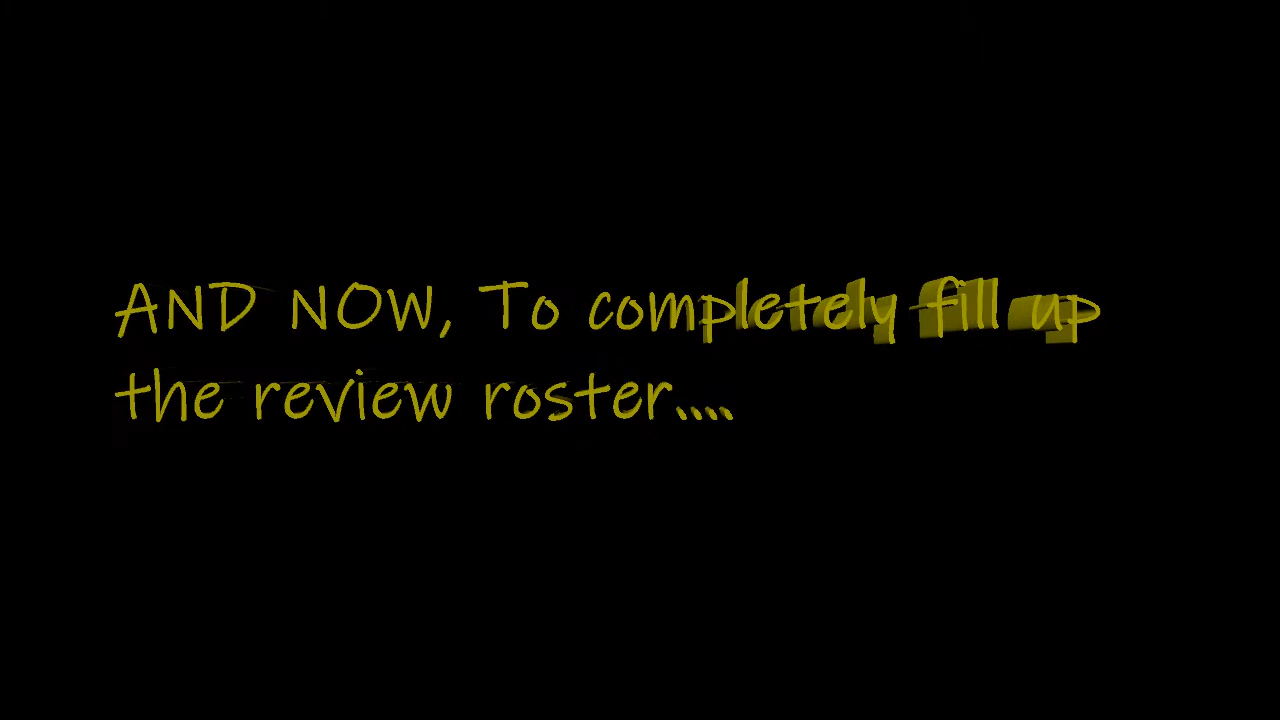 AND NOW, To completely fill up
the review roster....